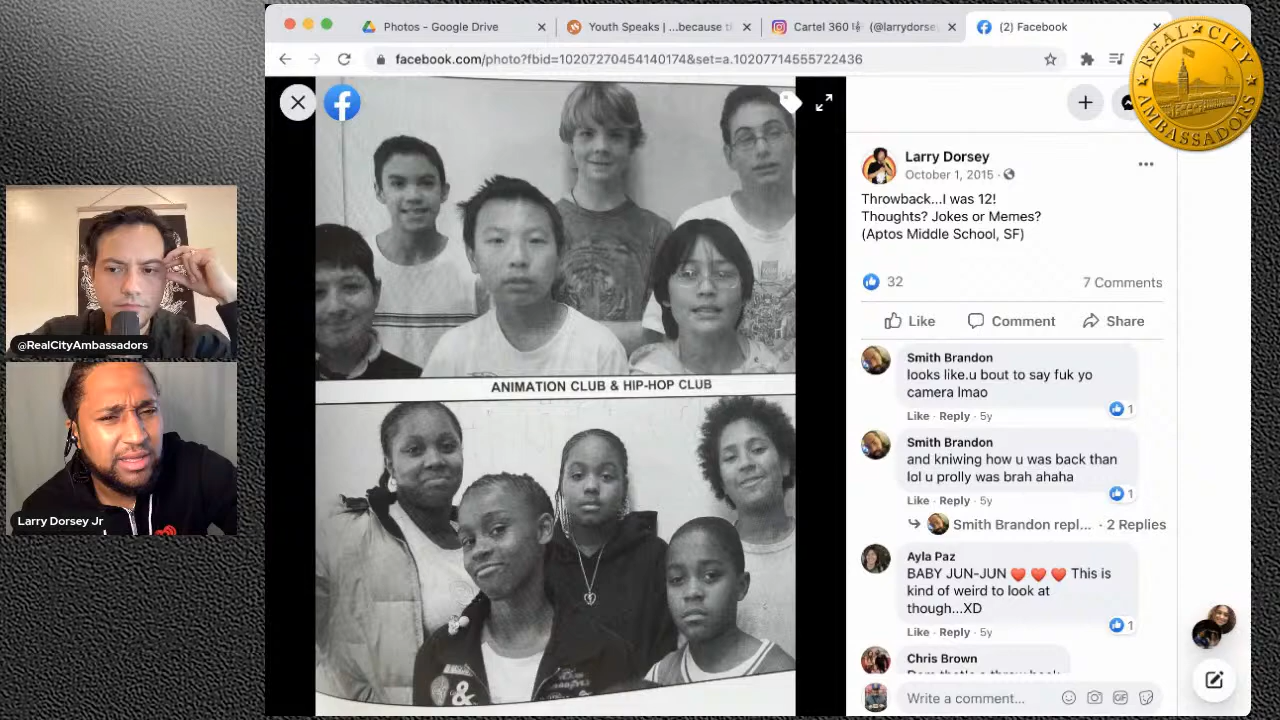 Photos - Google Drive
Youth Speaks | ...because t
Cartel 360 (@larrydorse
(2) Facebook
facebook.com/photo?fbid=10207270454140174&set=a.10207714555722436
REAL CITY
AMBASSADORS
Larry Dorsey
October 1, 2015
Throwback...I was 12!
Thoughts? Jokes or Memes?
(Aptos Middle School, SF)
32
7 Comments
Like
Comment
Share
Smith Brandon
looks like.u bout to say fuk yo
camera lmao
1
Like · Reply · 5y
Smith Brandon
and kniwing how u was back than
lol u prolly was brah ahaha
1
Like · Reply · 5y
Smith Brandon repl... · 2 Replies
Ayla Paz
BABY JUN-JUN ❤️ ❤️ ❤️ This is
kind of weird to look at
though...XD
1
Like · Reply · 5y
Chris Brown
Write a comment...
GIF
ANIMATION CLUB & HIP-HOP CLUB
&
@RealCityAmbassadors
Larry Dorsey Jr